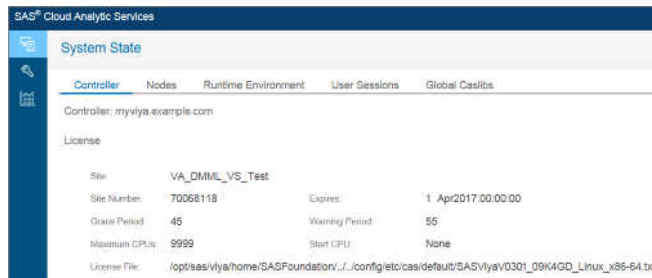 SAS® Cloud Analytic Services
System State
Controller Nodes Runtime Environment User Sessions Global Caslibs
Controller: myviya.example.com
License
Site: VA_DMML_VS_Test
Site Number: 70068118 Expires: 1 Apr2017:00:00:00
Grace Period: 45 Warning Period: 55
Maximum CPUs: 9999 Start CPU: None
License File: /opt/sas/viya/home/SASFoundation/../../config/etc/cas/default/SASViyaV0301_09K4GD_Linux_x86-64.tx